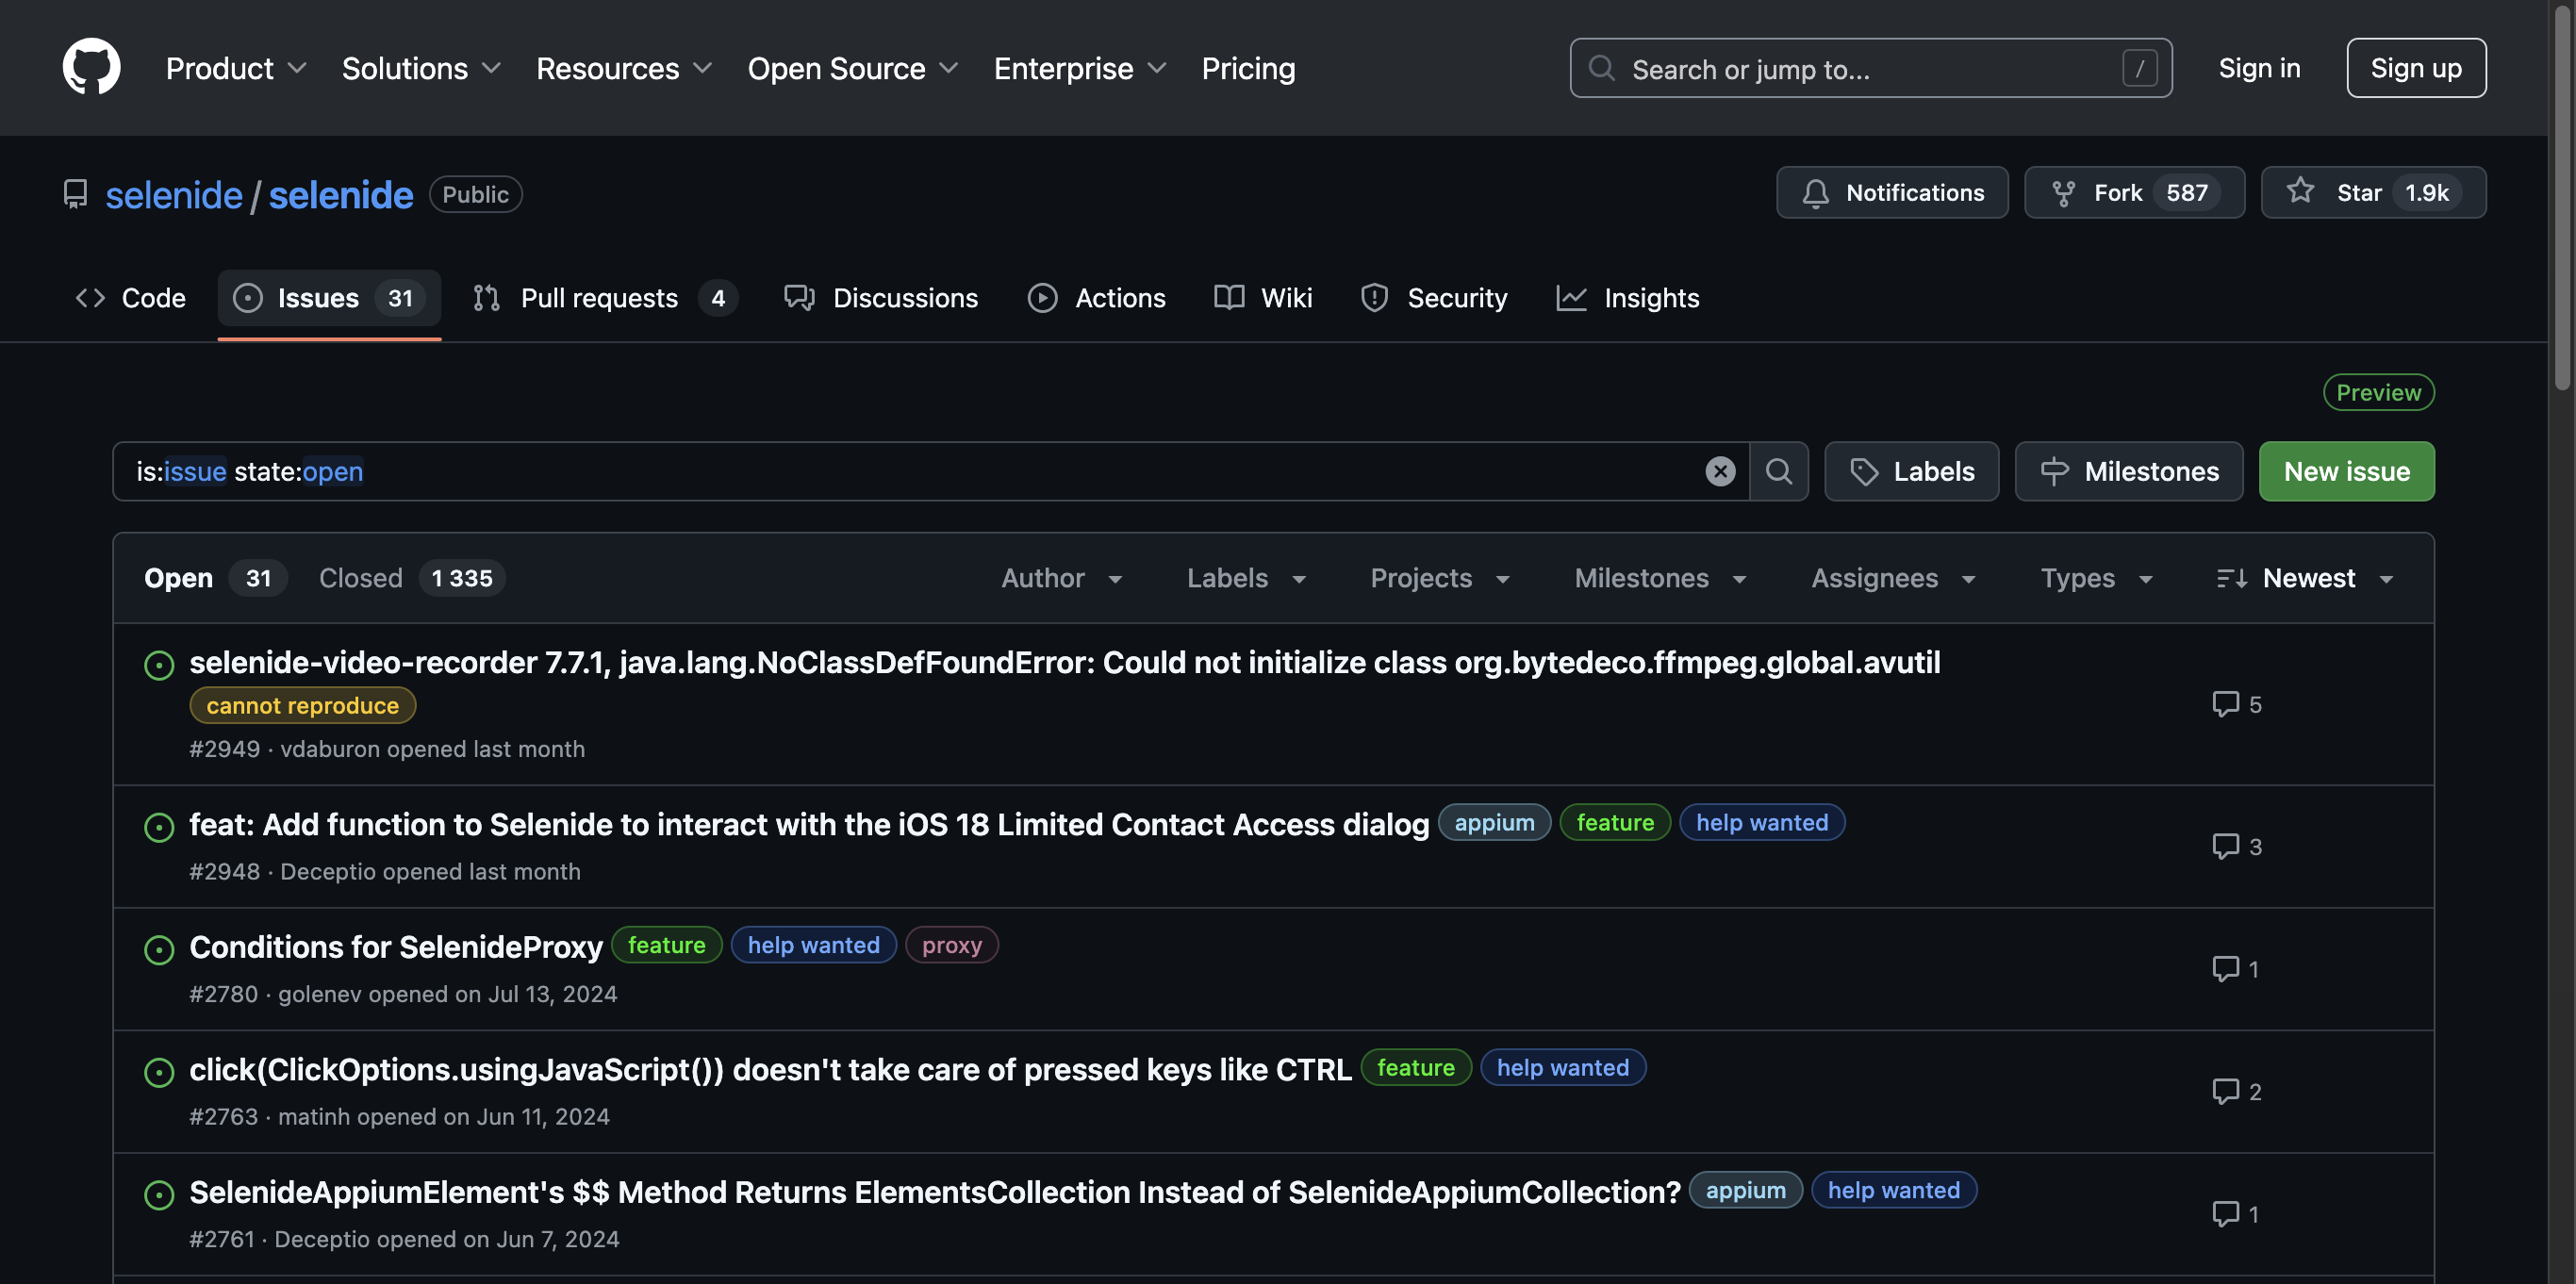 Product Solutions Resources Open Source Enterprise Pricing Search or jump to... / Sign in Sign up
selenide / selenide Public Notifications Fork 587 Star 1.9k
Code Issues 31 Pull requests 4 Discussions Actions Wiki Security Insights
Preview
is:issue state:open Labels Milestones New issue
Open 31 Closed 1 335 Author Labels Projects Milestones Assignees Types Newest
selenide-video-recorder 7.7.1, java.lang.NoClassDefFoundError: Could not initialize class org.bytedeco.ffmpeg.global.avutil
cannot reproduce
5
#2949 · vdaburon opened last month
feat: Add function to Selenide to interact with the iOS 18 Limited Contact Access dialog appium feature help wanted
3
#2948 · Deceptio opened last month
Conditions for SelenideProxy feature help wanted proxy
1
#2780 · golenev opened on Jul 13, 2024
click(ClickOptions.usingJavaScript()) doesn't take care of pressed keys like CTRL feature help wanted
2
#2763 · matinh opened on Jun 11, 2024
SelenideAppiumElement's $$ Method Returns ElementsCollection Instead of SelenideAppiumCollection? appium help wanted
1
#2761 · Deceptio opened on Jun 7, 2024